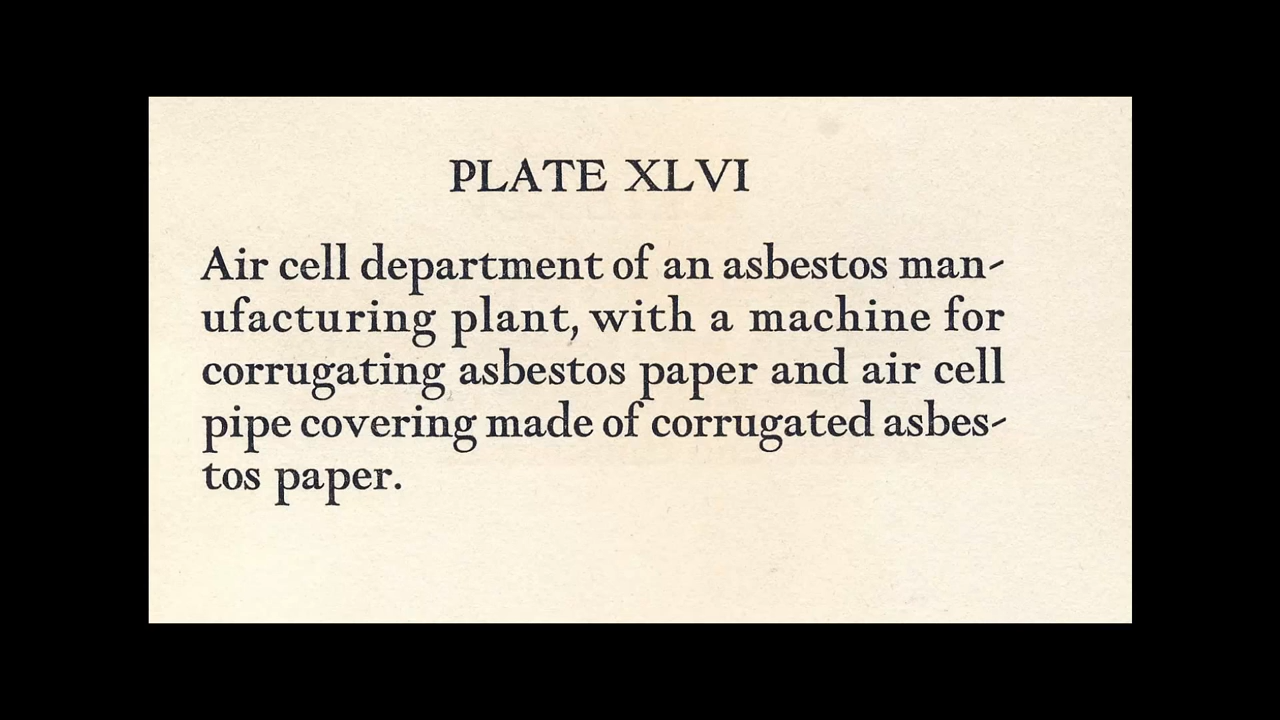 PLATE XLVI
Air cell department of an asbestos man-
ufacturing plant, with a machine for
corrugating asbestos paper and air cell
pipe covering made of corrugated asbes-
tos paper.